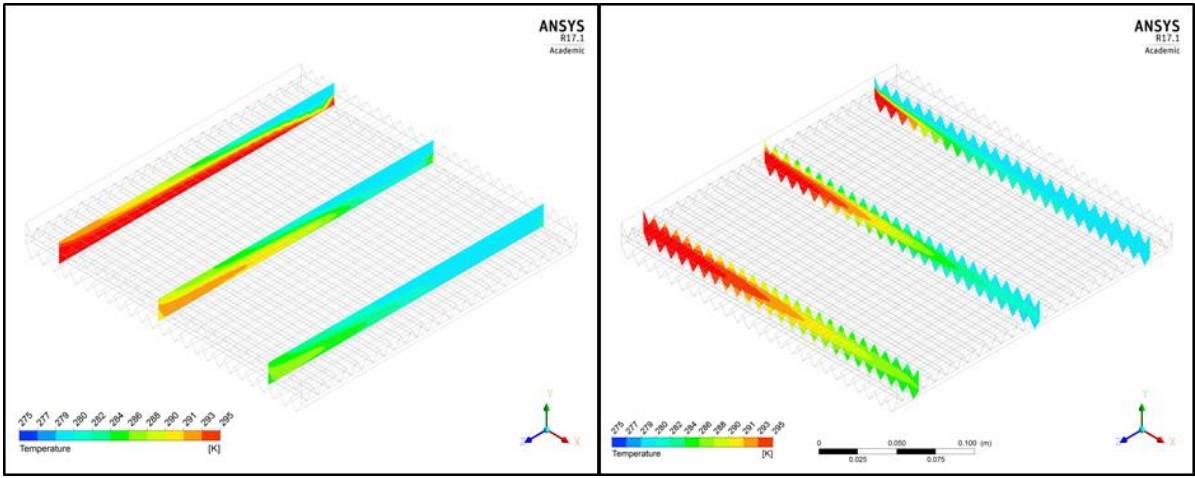 ANSYS
R17.1
Academic
275 277 279 280 282 284 286 288 290 291 293 295
Temperature [K]
Y
Z X
ANSYS
R17.1
Academic
275 277 279 280 282 284 286 288 290 291 293 295
Temperature [K]
0 0.050 0.100 (m)
0.025 0.075
Y
Z X